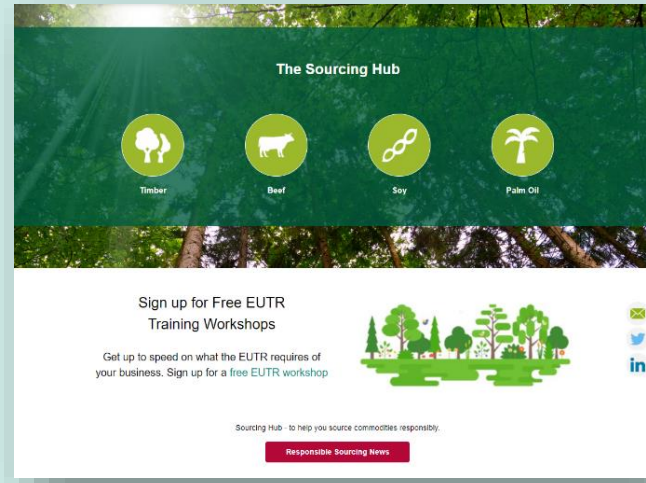 The Sourcing Hub
Timber
Beef
Soy
Palm Oil
Sign up for Free EUTR
Training Workshops
Get up to speed on what the EUTR requires of
your business. Sign up for a free EUTR workshop
in
Sourcing Hub - to help you source commodities responsibly.
Responsible Sourcing News